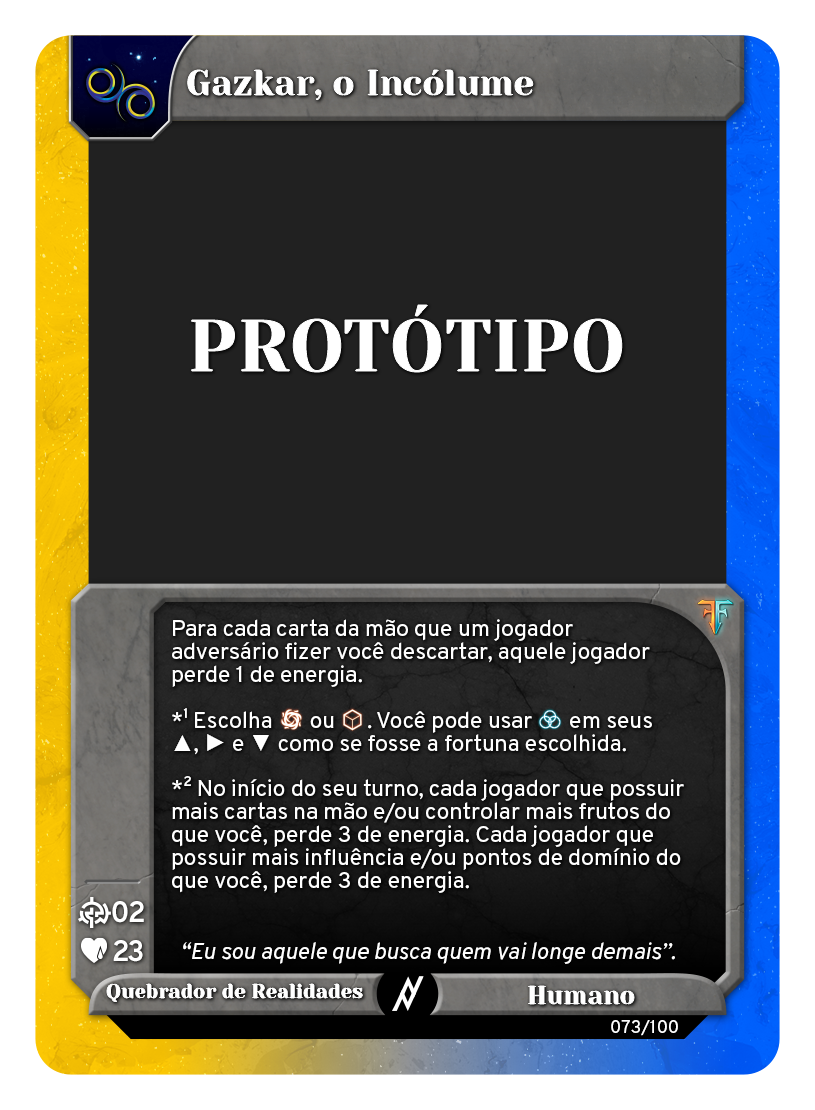 Gazkar, o Incólume
PROTÓTIPO
Para cada carta da mão que um jogador
adversário fizer você descartar, aquele jogador
perde 1 de energia.
*¹ Escolha ou . Você pode usar em seus
▲, ▶ e ▼ como se fosse a fortuna escolhida.
*² No início do seu turno, cada jogador que possuir
mais cartas na mão e/ou controlar mais frutos do
que você, perde 3 de energia. Cada jogador que
possuir mais influência e/ou pontos de domínio do
que você, perde 3 de energia.
02
23
“Eu sou aquele que busca quem vai longe demais”.
Quebrador de Realidades
Humano
073/100